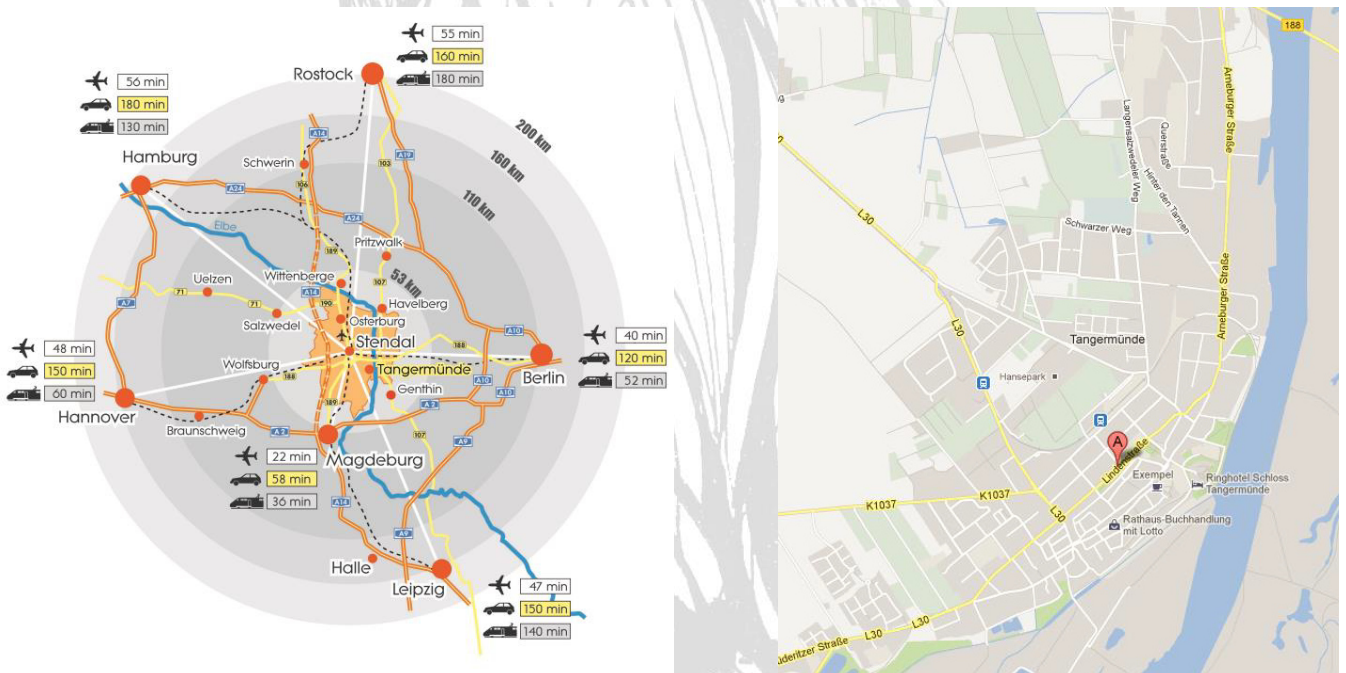 55 min
160 min
180 min
Rostock
56 min
180 min
130 min
Hamburg
200 km
160 km
110 km
53 km
A14
Schwerin
106
103
A19
A24
A24
A24
Elbe
189
Pritzwalk
Uelzen
71
71
Wittenberge
A14
190
107
Havelberg
Salzwedel
Osterburg
A7
Stendal
188
A10
40 min
120 min
52 min
48 min
150 min
60 min
Wolfsburg
188
Tangermünde
Berlin
A10
A10
Genthin
Hannover
Braunschweig
A2
189
A2
107
A9
Magdeburg
22 min
58 min
36 min
A14
A9
Halle
Leipzig
47 min
150 min
140 min
188
Arneburger Straße
Langensalzwedeler Weg
Querstraße
Hinter den Tannen
L30
Schwarzer Weg
Arneburger Straße
L30
Tangermünde
Hansepark
A
Lindenstraße
Exempel
Ringhotel Schloss
Tangermünde
K1037
K1037
L30
Rathaus-Buchhandlung
mit Lotto
L30
L30
üderitzer Straße